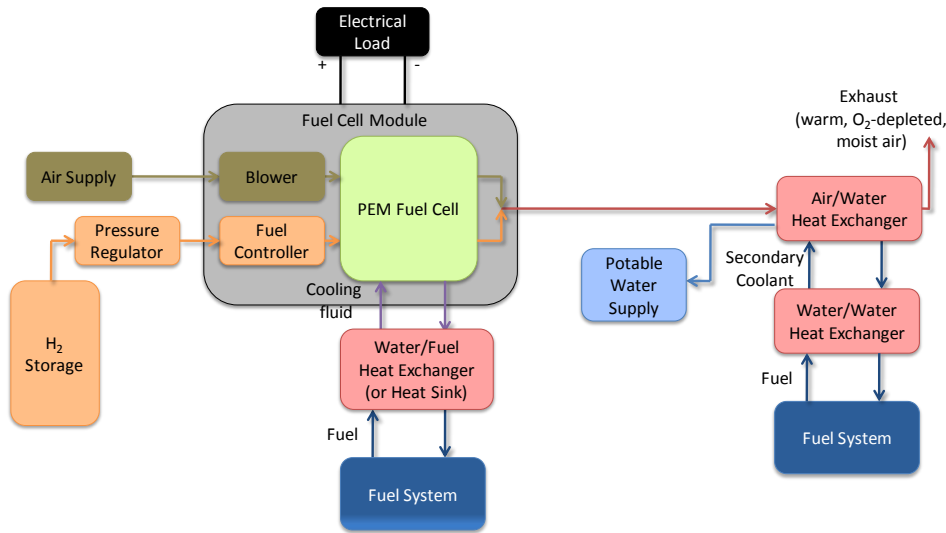 Electrical
Load
+ -
Fuel Cell Module
Exhaust
(warm, O₂-depleted,
moist air)
Air Supply
Blower
PEM Fuel Cell
Air/Water
Heat Exchanger
Pressure
Regulator
Fuel
Controller
Potable
Water
Supply
Secondary
Coolant
Cooling
fluid
Water/Water
Heat Exchanger
H₂
Storage
Water/Fuel
Heat Exchanger
(or Heat Sink)
Fuel
Fuel System
Fuel
Fuel System